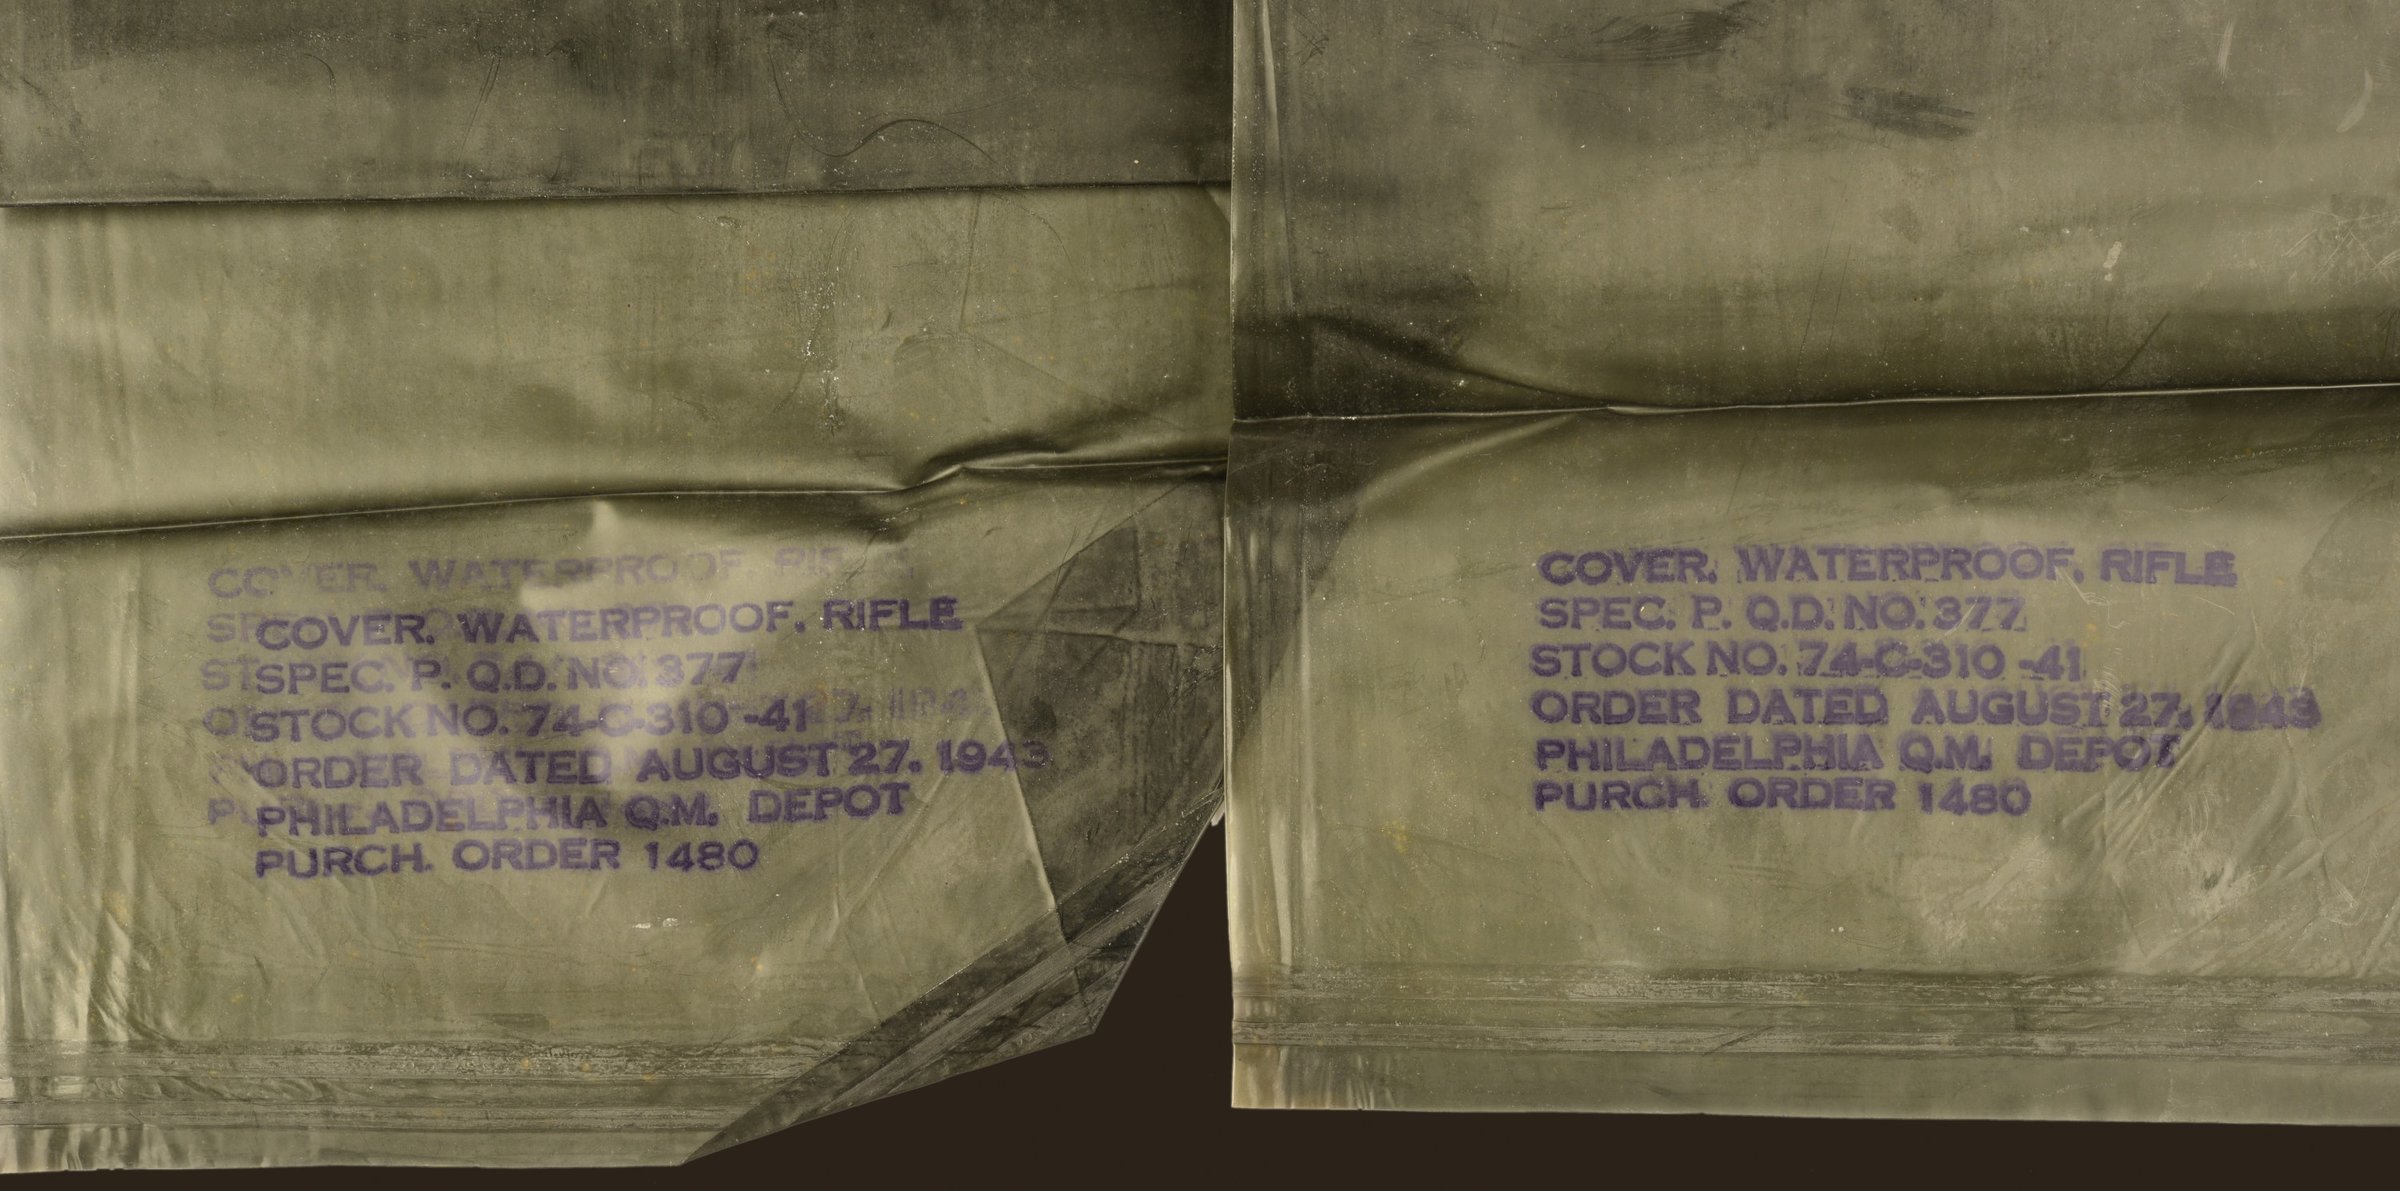 COVER, WATERPROOF, RIFLE
SPEC. P. Q.D. NO. 377
STOCK NO. 74-C-310 -41
ORDER DATED AUGUST 27, 1943
PHILADELPHIA Q.M. DEPOT
PURCH. ORDER 1480
COVER, WATERPROOF, RIFLE
SPEC. P. Q.D. NO. 377
STOCK NO. 74-C-310 -41
ORDER DATED AUGUST 27, 1943
PHILADELPHIA Q.M. DEPOT
PURCH. ORDER 1480